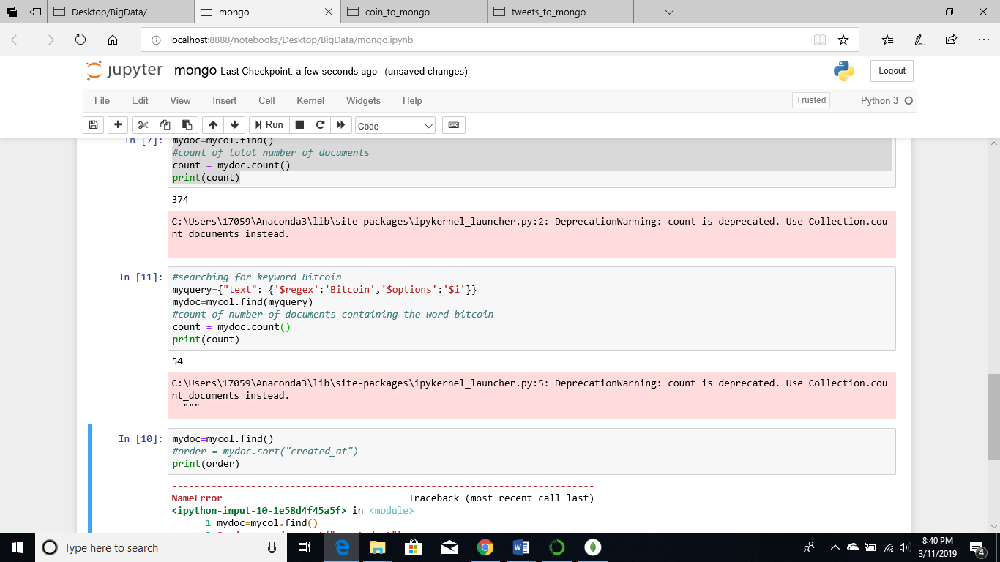 Desktop/BigData/
mongo
coin_to_mongo
tweets_to_mongo
localhost:8888/notebooks/Desktop/BigData/mongo.ipynb
jupyter mongo Last Checkpoint: a few seconds ago (unsaved changes)
Logout
File Edit View Insert Cell Kernel Widgets Help
Trusted
Python 3
Run
Code
In [7]: mydoc=mycol.find()
#count of total number of documents
count = mydoc.count()
print(count)
374
C:\Users\17059\Anaconda3\lib\site-packages\ipykernel_launcher.py:2: DeprecationWarning: count is deprecated. Use Collection.cou
nt_documents instead.
In [11]: #searching for keyword Bitcoin
myquery={"text": {'$regex':'Bitcoin','$options':'$i'}}
mydoc=mycol.find(myquery)
#count of number of documents containing the word bitcoin
count = mydoc.count()
print(count)
54
C:\Users\17059\Anaconda3\lib\site-packages\ipykernel_launcher.py:5: DeprecationWarning: count is deprecated. Use Collection.cou
nt_documents instead.
"""
In [10]: mydoc=mycol.find()
#order = mydoc.sort("created_at")
print(order)
---------------------------------------------------------------------------
NameError Traceback (most recent call last)
<ipython-input-10-1e58d4f45a5f> in <module>
1 mydoc=mycol.find()
Type here to search
8:40 PM
3/11/2019
4